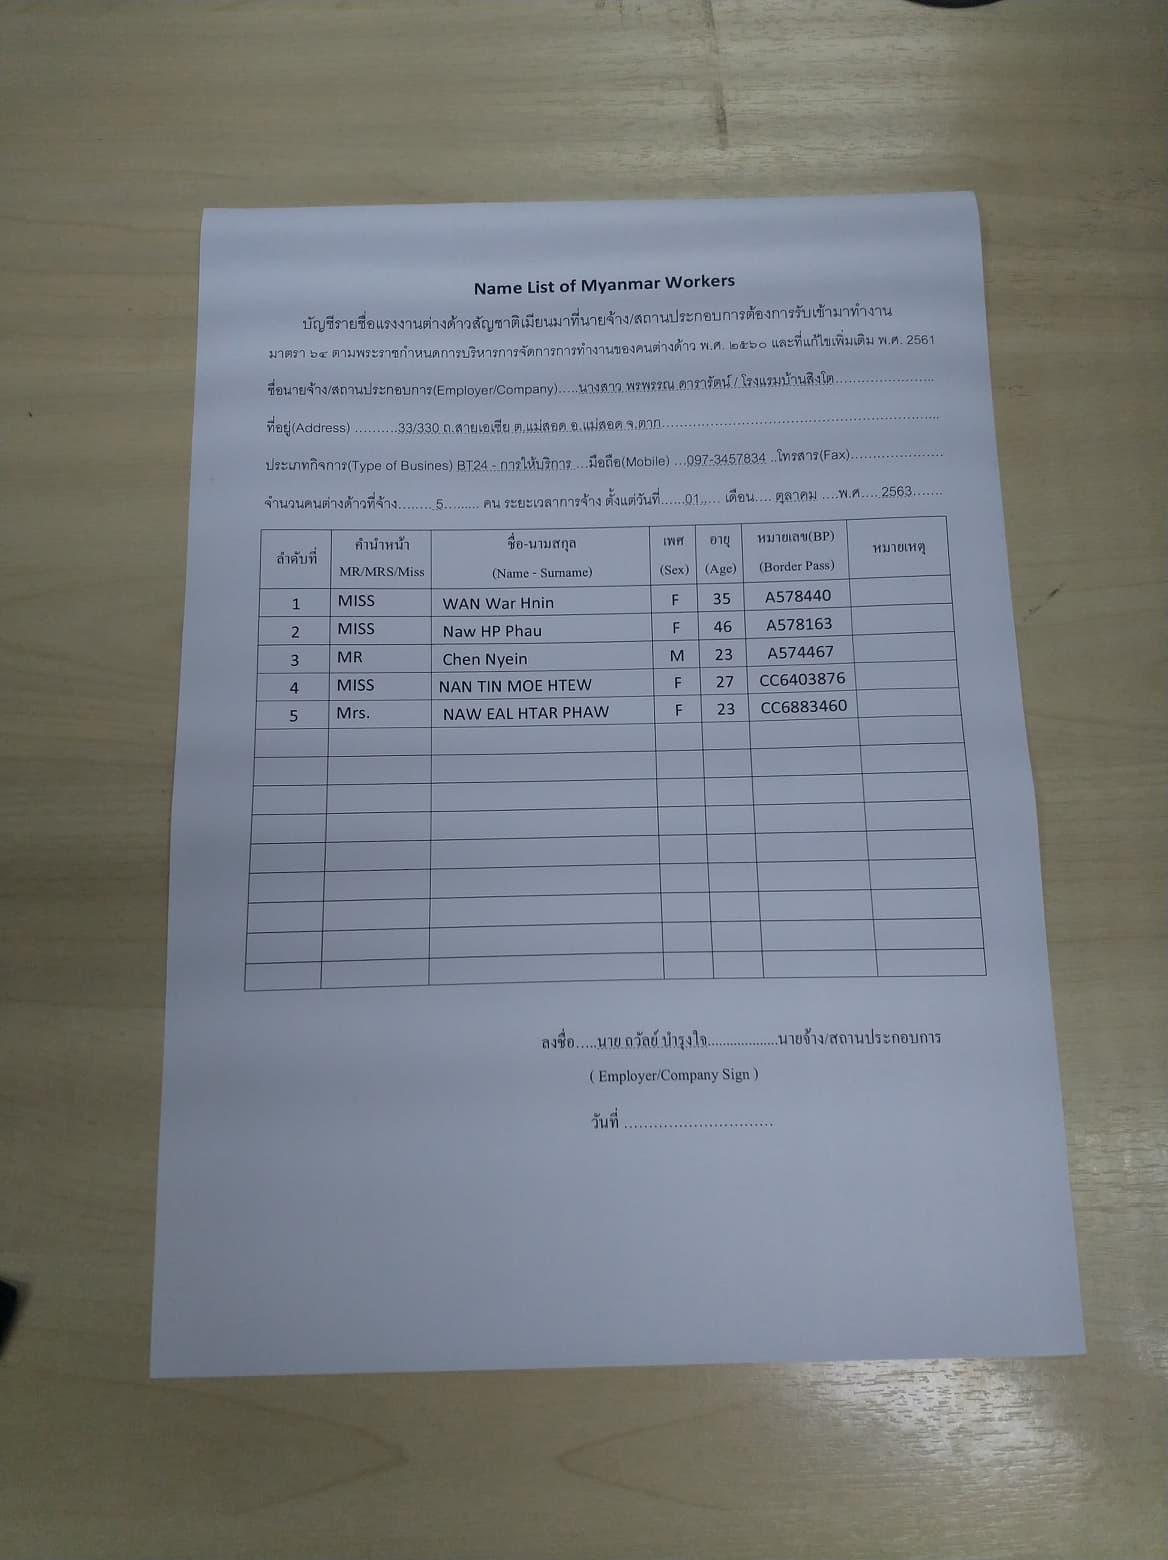 Name List of Myanmar Workers
บัญชีรายชื่อแรงงานต่างด้าวสัญชาติเมียนมาที่นายจ้าง/สถานประกอบการต้องการรับเข้ามาทำงาน
มาตรา ๖๔ ตามพระราชกำหนดการบริหารการจัดการการทำงานของคนต่างด้าว พ.ศ. ๒๕๖๐ และที่แก้ไขเพิ่มเติม พ.ศ. 2561
ชื่อนายจ้าง/สถานประกอบการ(Employer/Company).....นางสาว พรพรรณ ดารารัตน์ / โรงแรมบ้านสิงโต......................
ที่อยู่(Address) ..........33/330 ถ.สายเอเซีย ต.แม่สอด อ.แม่สอด จ.ตาก................................................................
ประเภทกิจการ(Type of Busines) BT24 - การให้บริการ ...มือถือ(Mobile) ...097-3457834 ..โทรสาร(Fax).....................
จำนวนคนต่างด้าวที่จ้าง........ 5......... คน ระยะเวลาการจ้าง ตั้งแต่วันที่......01..... เดือน.... ตุลาคม ....พ.ศ.... 2563.......
ลำดับที่ คำนำหน้า MR/MRS/Miss ชื่อ-นามสกุล (Name - Surname) เพศ (Sex) อายุ (Age) หมายเลข(BP) (Border Pass) หมายเหตุ
1 MISS WAN War Hnin F 35 A578440
2 MISS Naw HP Phau F 46 A578163
3 MR Chen Nyein M 23 A574467
4 MISS NAN TIN MOE HTEW F 27 CC6403876
5 Mrs. NAW EAL HTAR PHAW F 23 CC6883460
ลงชื่อ.....นาย ถวัลย์ บำรุงใจ...................นายจ้าง/สถานประกอบการ
( Employer/Company Sign )
วันที่ ..............................